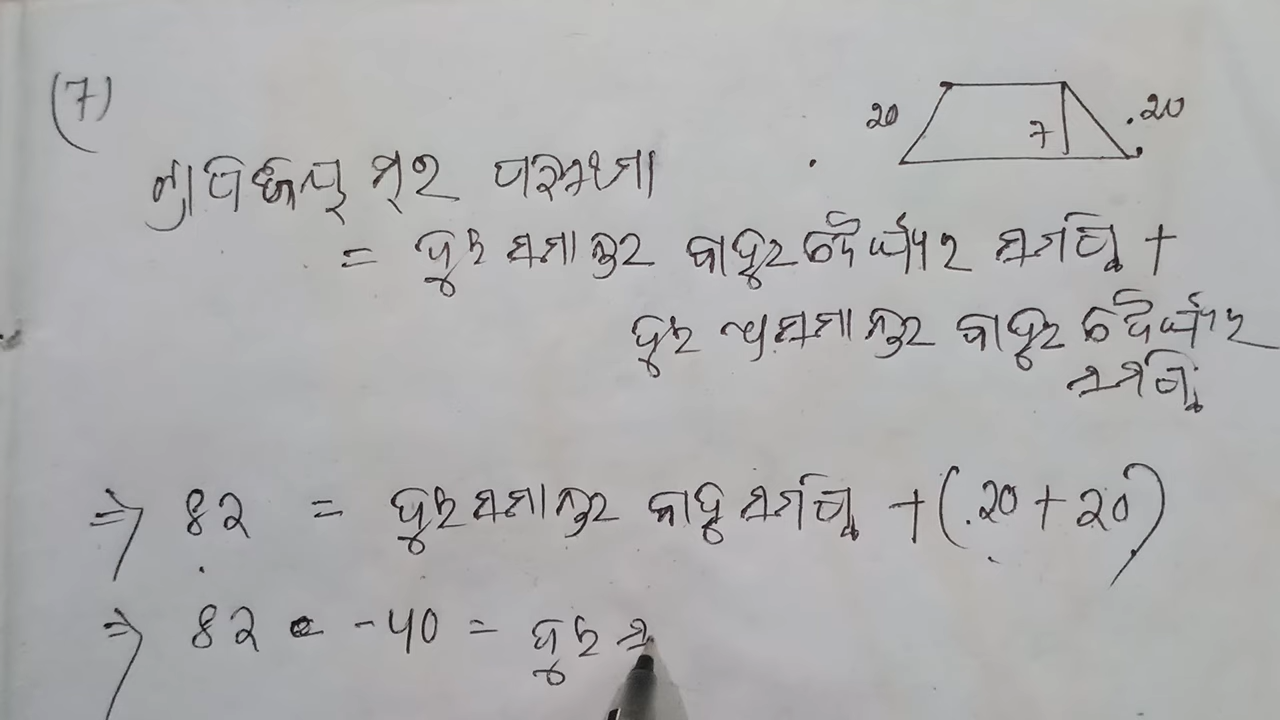 (7)
20 7 20
ଟ୍ରାପିଜିୟମ୍ ର ପରିସୀମା
= ଦୁଇ ସମାନ୍ତର ବାହୁର ଦୈର୍ଘ୍ୟର ସମଷ୍ଟି +
ଦୁଇ ଅସମାନ୍ତର ବାହୁର ଦୈର୍ଘ୍ୟର
ସମଷ୍ଟି
⇒ 82 = ଦୁଇ ସମାନ୍ତର ବାହୁ ସମଷ୍ଟି + (20 + 20)
⇒ 82 - 40 = ଦୁଇ ସ